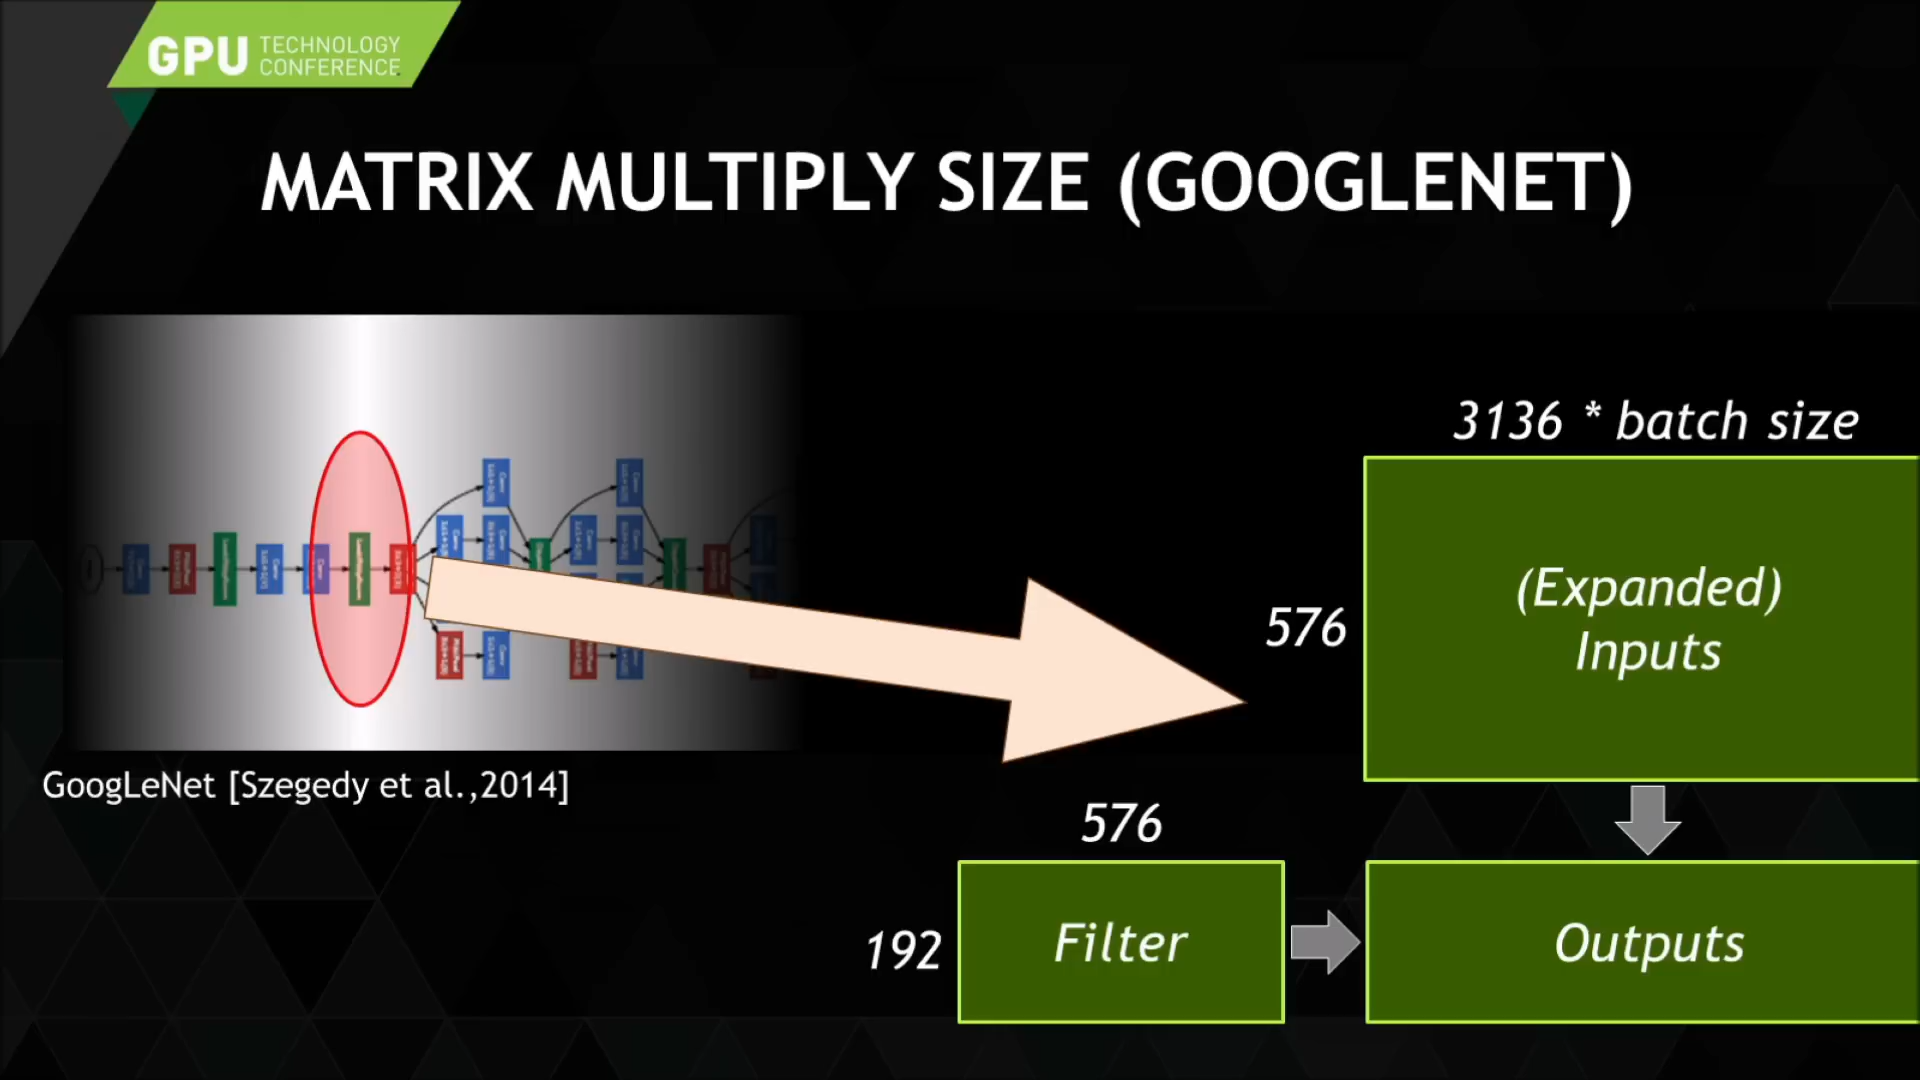 GPU TECHNOLOGY
CONFERENCE
MATRIX MULTIPLY SIZE (GOOGLENET)
3136 * batch size
576
(Expanded)
Inputs
GoogLeNet [Szegedy et al.,2014]
576
192
Filter
Outputs